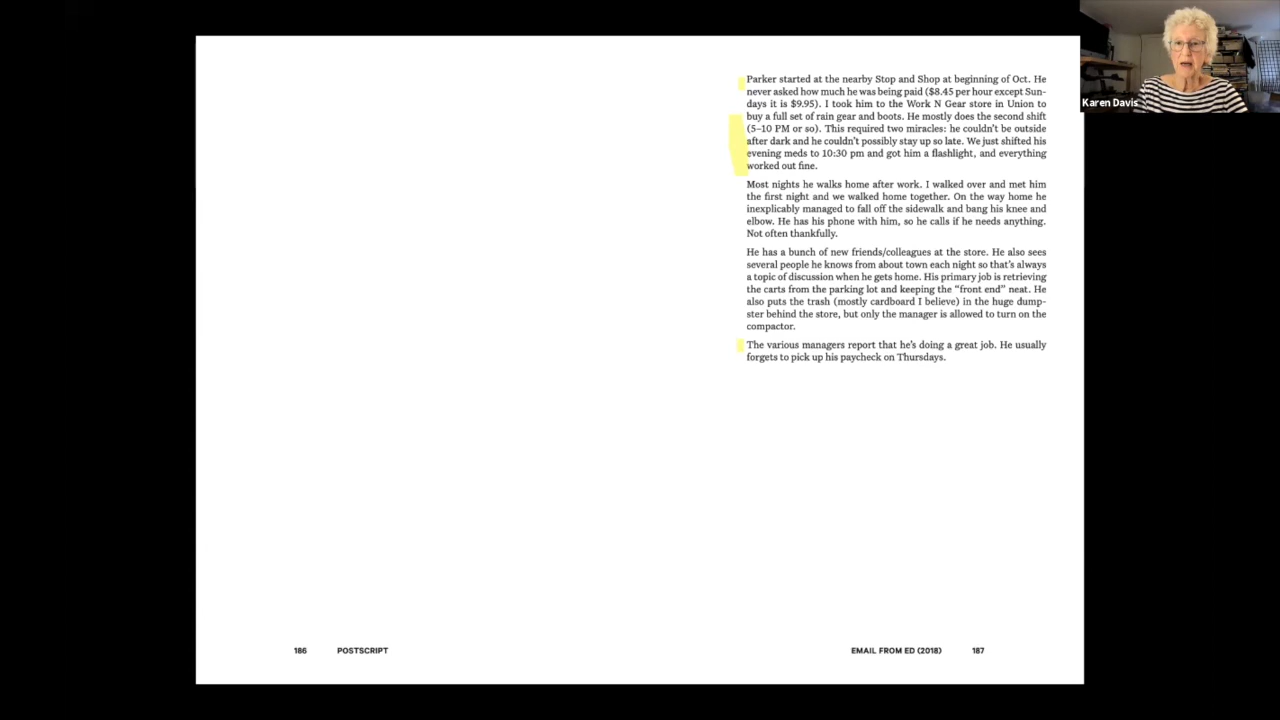 Parker started at the nearby Stop and Shop at beginning of Oct. He
never asked how much he was being paid ($8.45 per hour except Sun-
days it is $9.95). I took him to the Work N Gear store in Union to
buy a full set of rain gear and boots. He mostly does the second shift
(5–10 PM or so). This required two miracles: he couldn't be outside
after dark and he couldn't possibly stay up so late. We just shifted his
evening meds to 10:30 pm and got him a flashlight, and everything
worked out fine.
Most nights he walks home after work. I walked over and met him
the first night and we walked home together. On the way home he
inexplicably managed to fall off the sidewalk and bang his knee and
elbow. He has his phone with him, so he calls if he needs anything.
Not often thankfully.
He has a bunch of new friends/colleagues at the store. He also sees
several people he knows from about town each night so that's always
a topic of discussion when he gets home. His primary job is retrieving
the carts from the parking lot and keeping the "front end" neat. He
also puts the trash (mostly cardboard I believe) in the huge dump-
ster behind the store, but only the manager is allowed to turn on the
compactor.
The various managers report that he's doing a great job. He usually
forgets to pick up his paycheck on Thursdays.
186 POSTSCRIPT
EMAIL FROM ED (2018) 187
Karen Davis